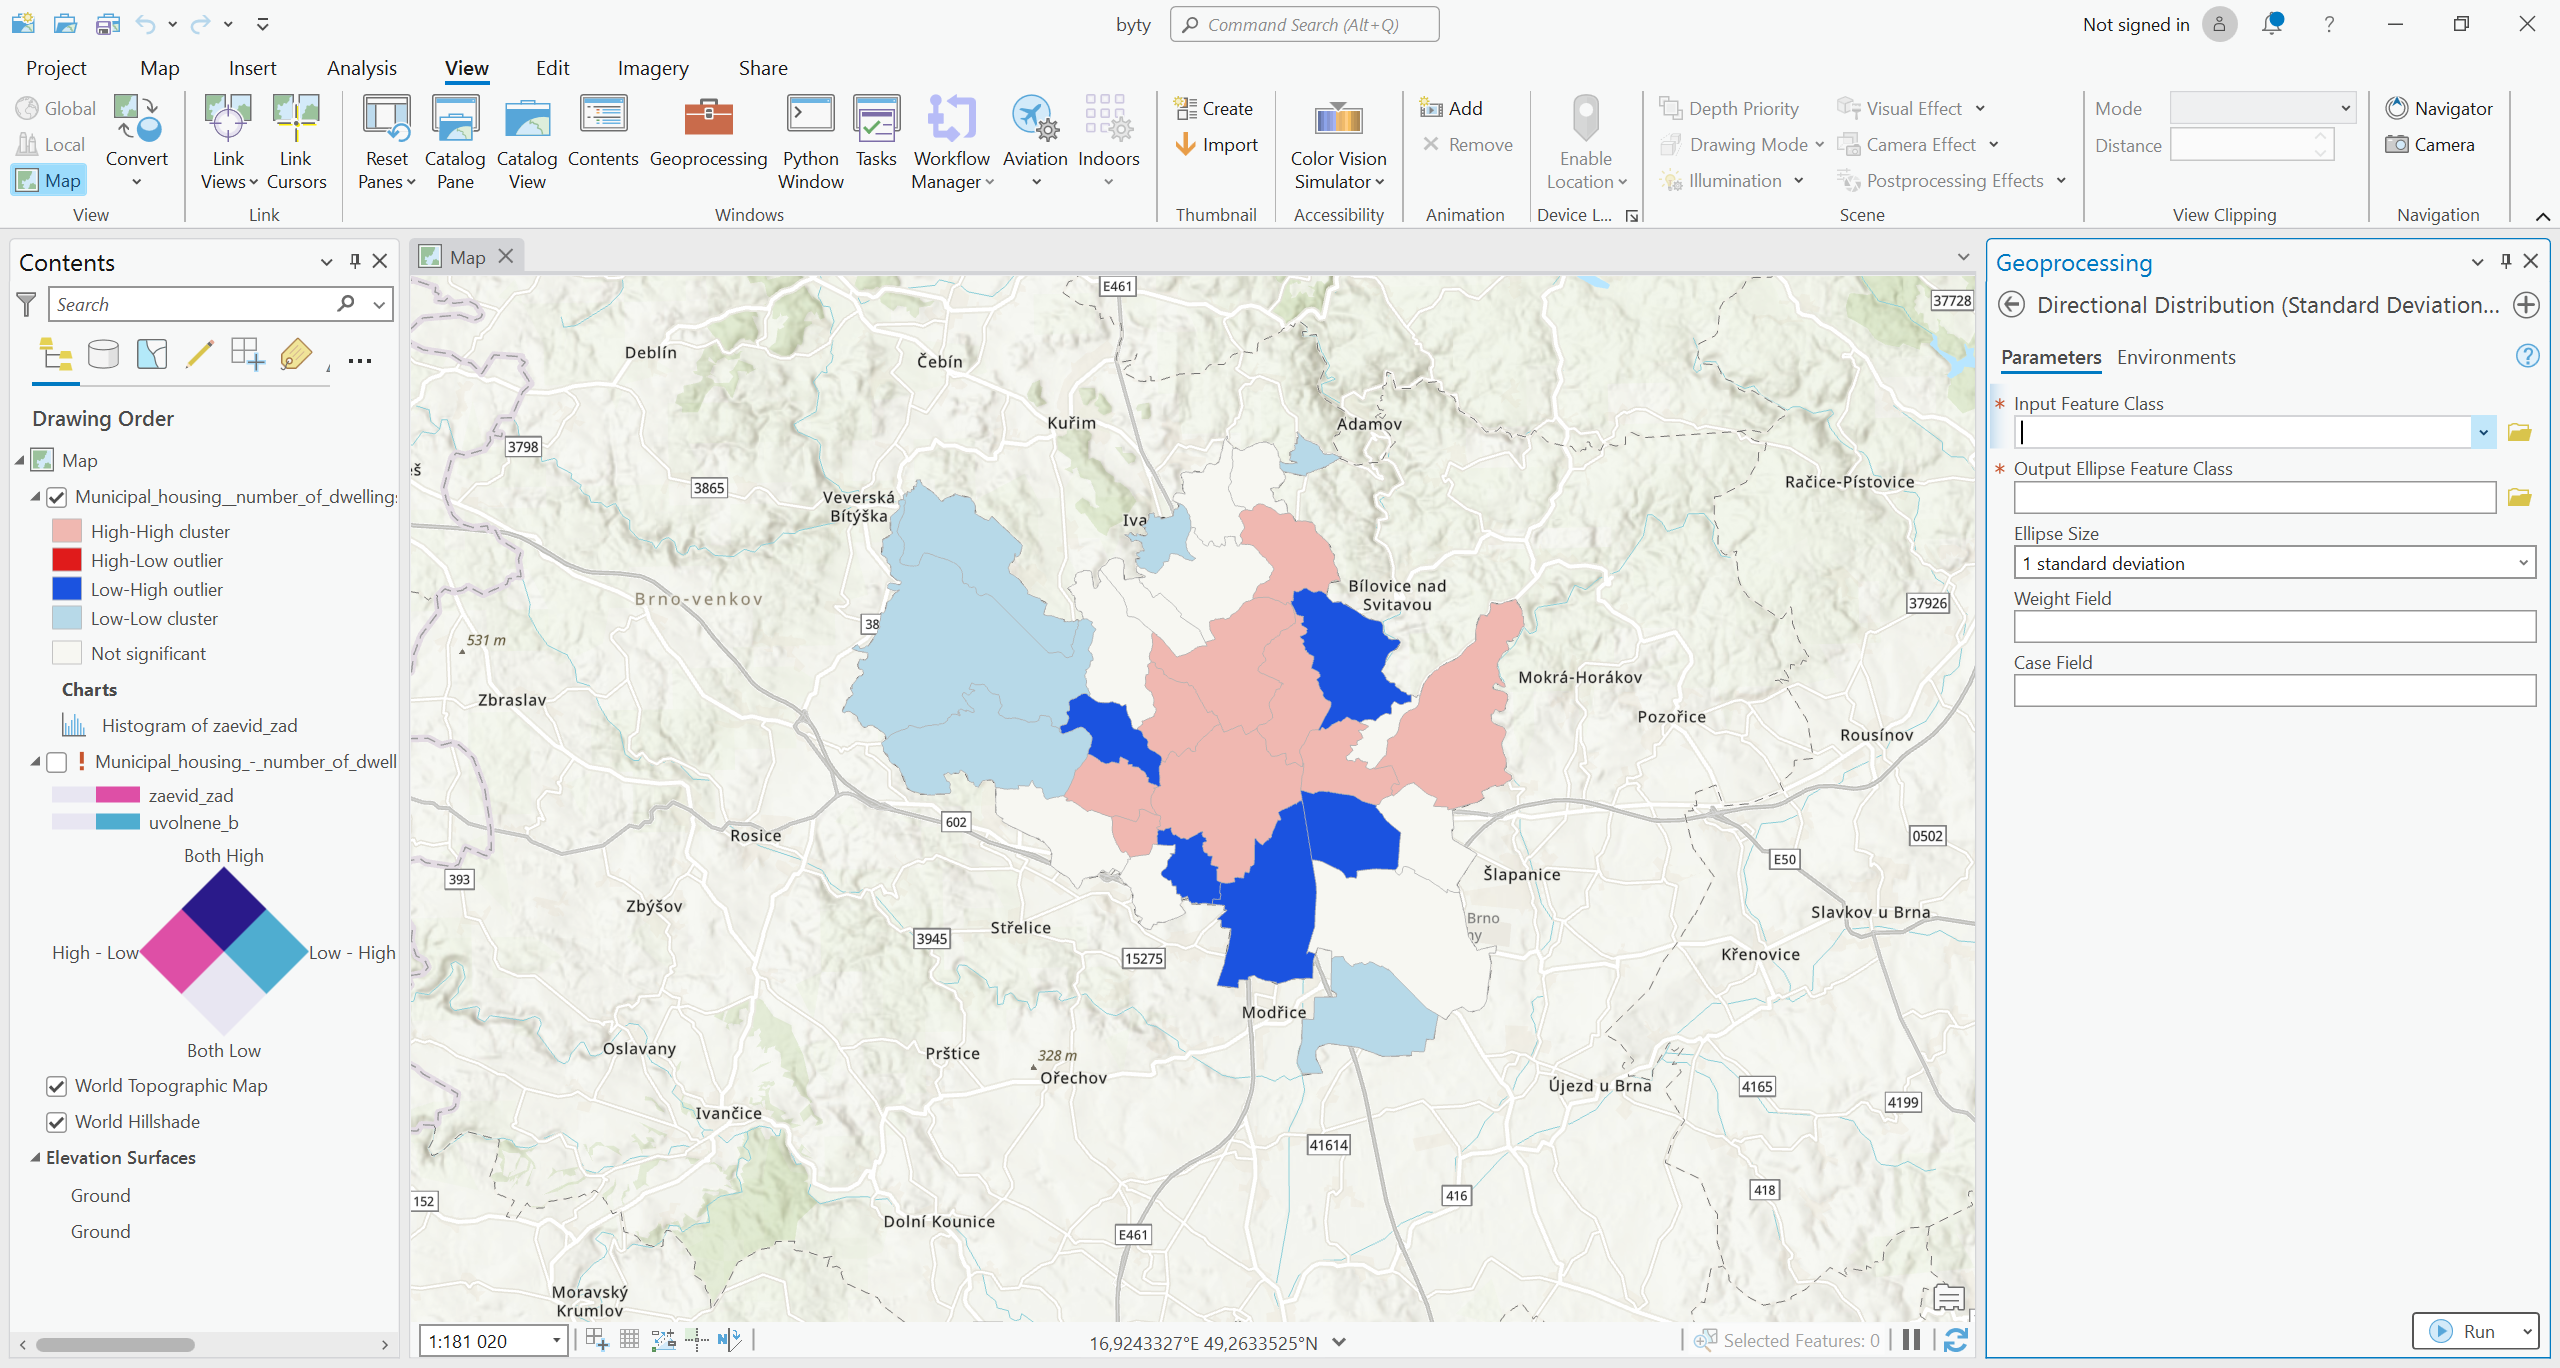 byty
Command Search (Alt+Q)
Not signed in
Project
Map
Insert
Analysis
View
Edit
Imagery
Share
Global
Local
Map
Convert
View
Link Views
Link Cursors
Link
Reset Panes
Catalog Pane
Catalog View
Contents
Geoprocessing
Python Window
Tasks
Workflow Manager
Aviation
Indoors
Windows
Create
Import
Thumbnail
Color Vision Simulator
Accessibility
Add
Remove
Animation
Enable Location
Device L...
Depth Priority
Drawing Mode
Illumination
Visual Effect
Camera Effect
Postprocessing Effects
Scene
Mode
Distance
View Clipping
Navigator
Camera
Navigation
Contents
Search
Drawing Order
Map
Municipal_housing__number_of_dwellings
High-High cluster
High-Low outlier
Low-High outlier
Low-Low cluster
Not significant
Charts
Histogram of zaevid_zad
! Municipal_housing_-_number_of_dwell
zaevid_zad
uvolnene_b
Both High
High - Low
Low - High
Both Low
World Topographic Map
World Hillshade
Elevation Surfaces
Ground
Ground
Map
E461
37728
Deblín
Čebín
Kuřim
Adamov
3798
3865
Veverská Bítýška
Iva
Račice-Pístovice
Brno-venkov
38
Bílovice nad Svitavou
37926
531 m
Zbraslav
Mokrá-Horákov
Pozořice
Rousínov
Rosice
602
0502
E50
393
Šlapanice
Zbýšov
Střelice
3945
Brno
ny
Slavkov u Brna
15275
Křenovice
Modřice
Oslavany
Prštice
328 m
Ořechov
Újezd u Brna
4165
4199
Ivančice
41614
152
416
418
Dolní Kounice
E461
Moravský Krumlov
1:181 020
16,9243327°E 49,2633525°N
Selected Features: 0
Geoprocessing
Directional Distribution (Standard Deviation...
Parameters
Environments
* Input Feature Class
* Output Ellipse Feature Class
Ellipse Size
1 standard deviation
Weight Field
Case Field
Run